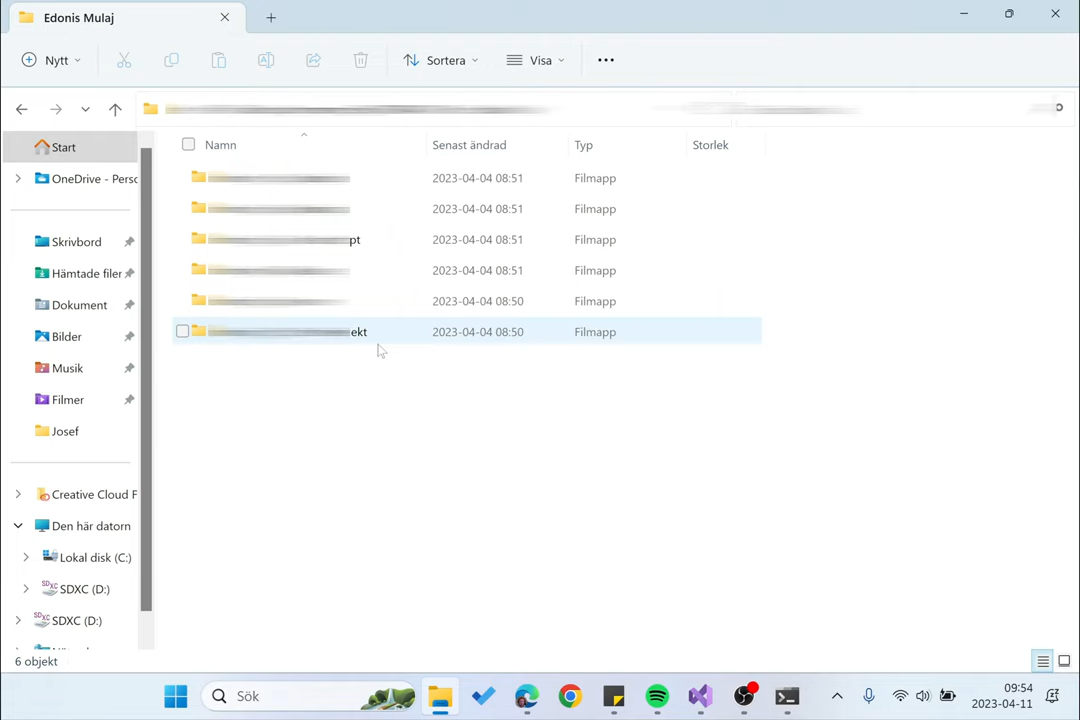 Edonis Mulaj
Nytt
Sortera
Visa
Start
Namn
Senast ändrad
Typ
Storlek
OneDrive - Perso
2023-04-04 08:51
Filmapp
2023-04-04 08:51
Filmapp
pt
2023-04-04 08:51
Filmapp
2023-04-04 08:51
Filmapp
2023-04-04 08:50
Filmapp
ekt
2023-04-04 08:50
Filmapp
Skrivbord
Hämtade filer
Dokument
Bilder
Musik
Filmer
Josef
Creative Cloud F
Den här datorn
Lokal disk (C:)
SDXC (D:)
SDXC (D:)
6 objekt
Sök
09:54
2023-04-11